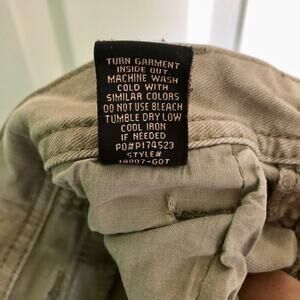 TURN GARMENT
INSIDE OUT
MACHINE WASH
COLD WITH
SIMILAR COLORS
DO NOT USE BLEACH
TUMBLE DRY LOW
COOL IRON
IF NEEDED
PO#P174523
STYLE#